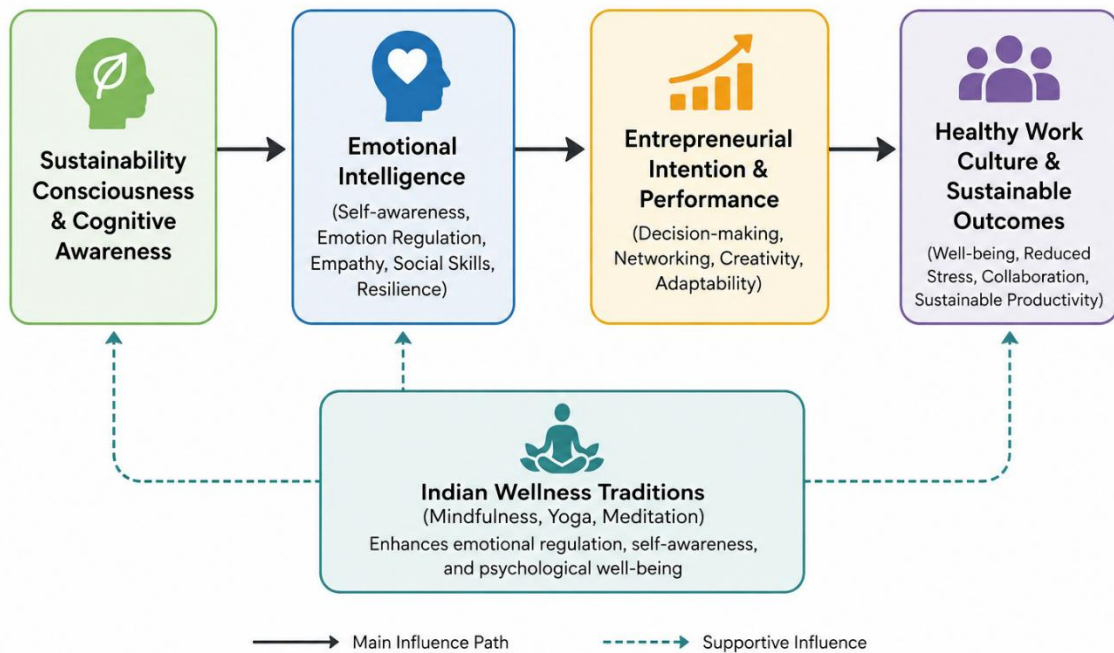 Sustainability
Consciousness
& Cognitive
Awareness
Emotional
Intelligence
(Self-awareness,
Emotion Regulation,
Empathy, Social Skills,
Resilience)
Entrepreneurial
Intention &
Performance
(Decision-making,
Networking, Creativity,
Adaptability)
Healthy Work
Culture &
Sustainable
Outcomes
(Well-being, Reduced
Stress, Collaboration,
Sustainable Productivity)
Indian Wellness Traditions
(Mindfulness, Yoga, Meditation)
Enhances emotional regulation, self-awareness,
and psychological well-being
Main Influence Path
Supportive Influence